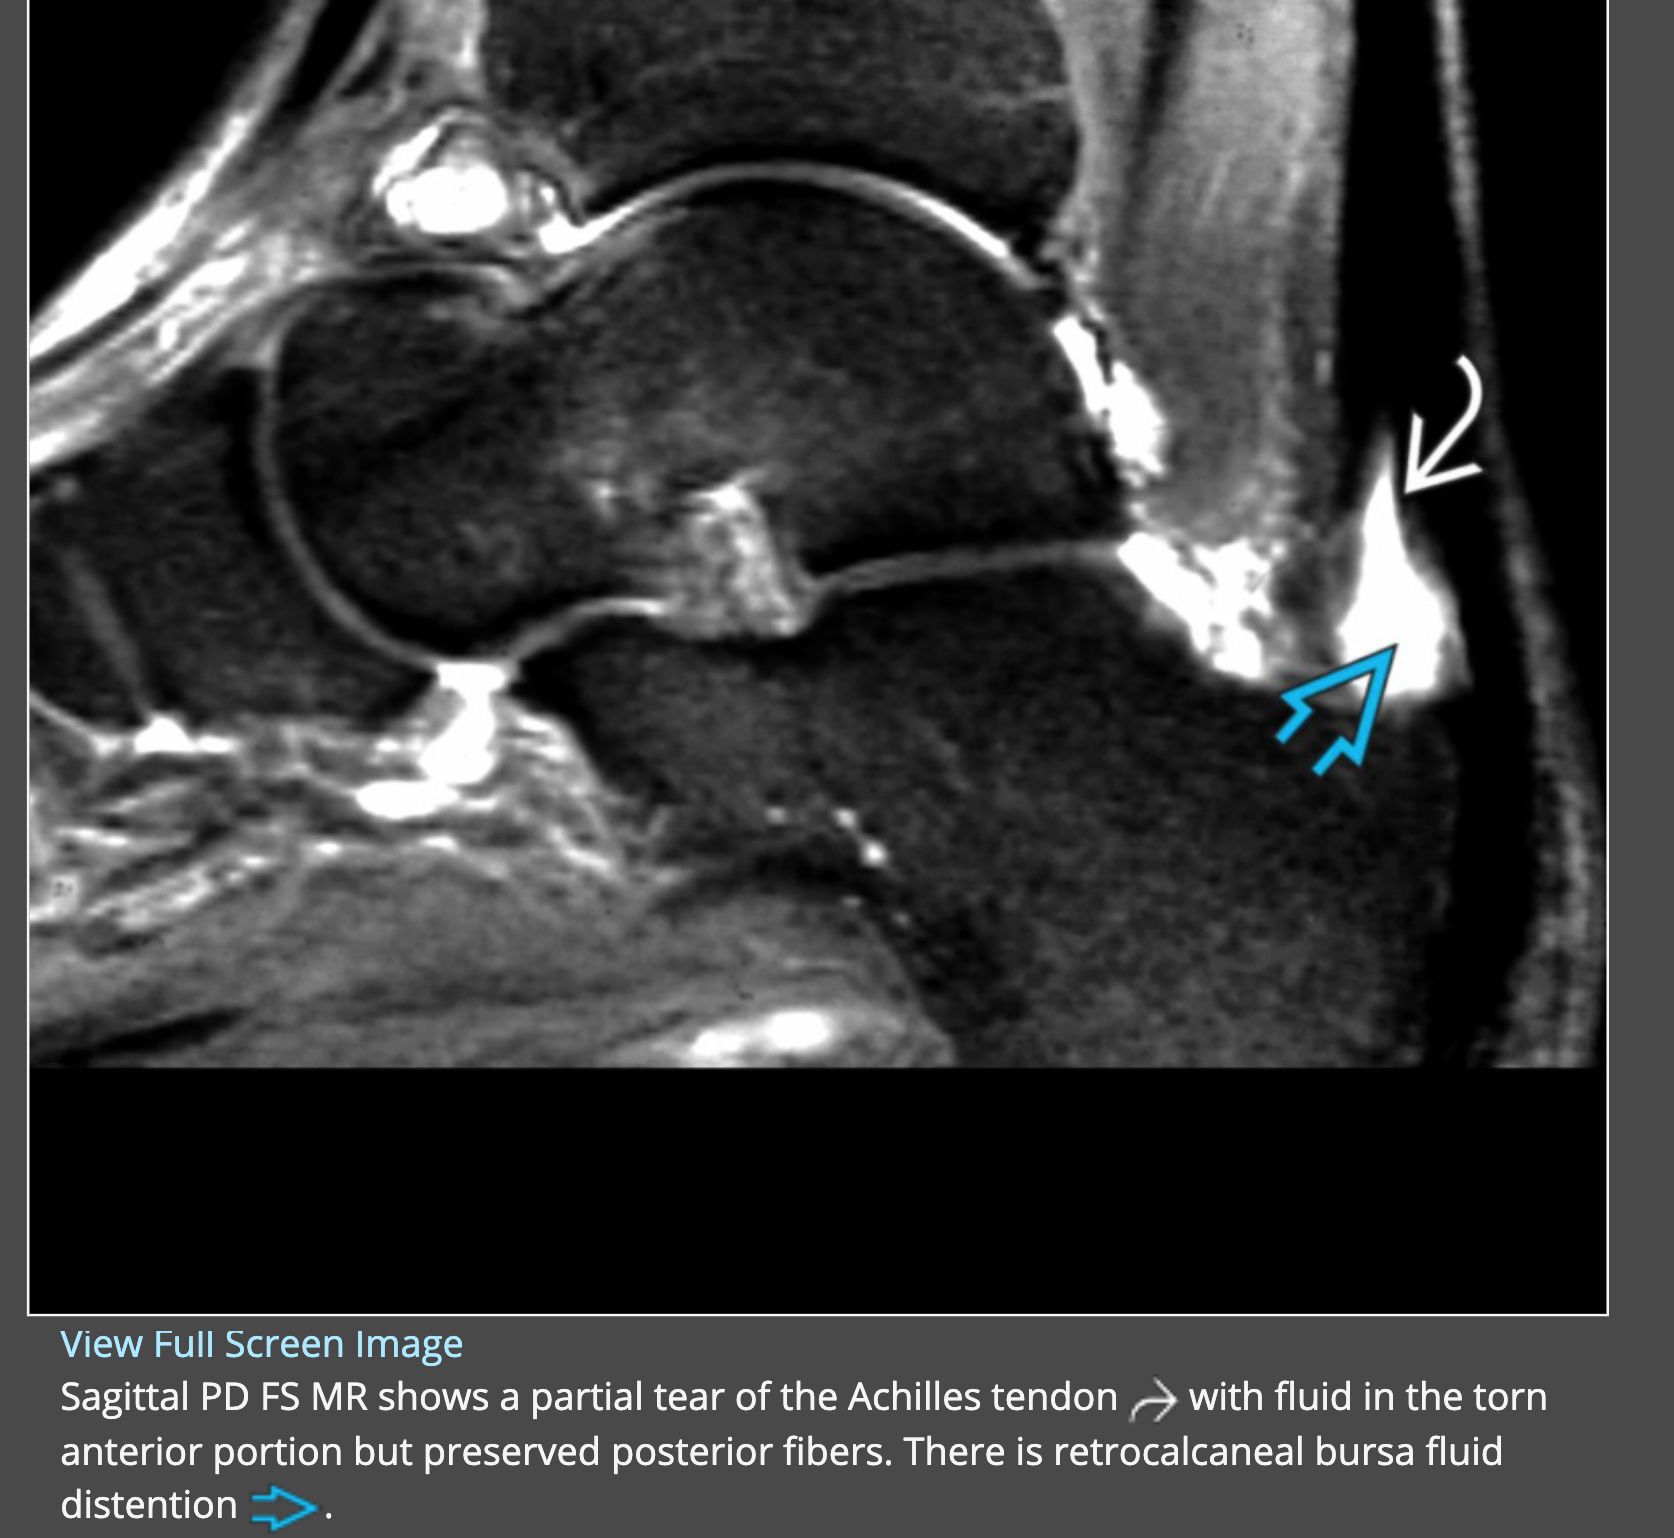 View Full Screen Image
Sagittal PD FS MR shows a partial tear of the Achilles tendon with fluid in the torn
anterior portion but preserved posterior fibers. There is retrocalcaneal bursa fluid
distention .